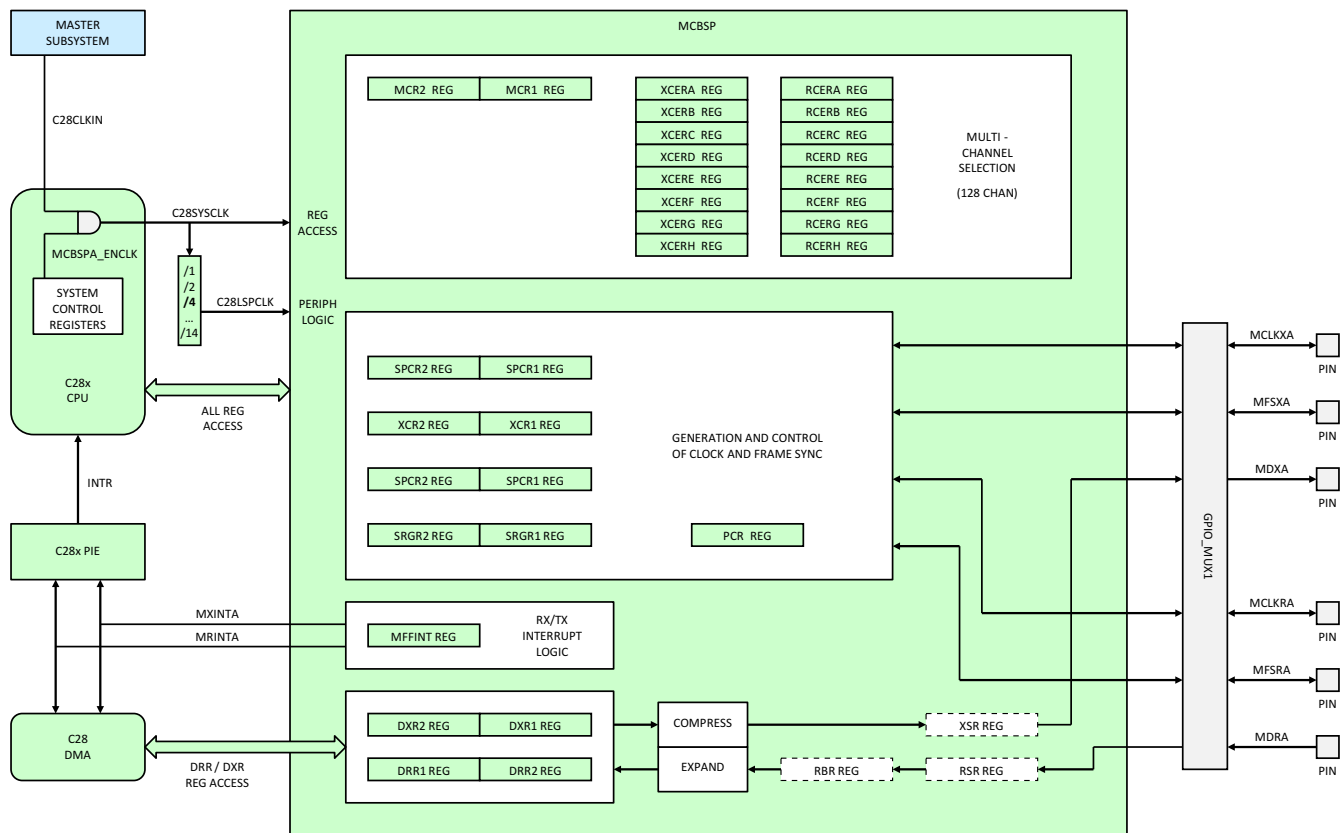 MASTER
SUBSYSTEM
MCBSP
C28CLKIN
MCR2 REG
MCR1 REG
XCERA REG
XCERB REG
XCERC REG
XCERD REG
XCERE REG
XCERF REG
XCERG REG
XCERH REG
RCERA REG
RCERB REG
RCERC REG
RCERD REG
RCERE REG
RCERF REG
RCERG REG
RCERH REG
MULTI -
CHANNEL
SELECTION
(128 CHAN)
C28SYSCLK
REG
ACCESS
MCBSPA_ENCLK
SYSTEM
CONTROL
REGISTERS
/1
/2
/4
...
/14
C28LSPCLK
PERIPH
LOGIC
C28x
CPU
ALL REG
ACCESS
SPCR2 REG
SPCR1 REG
XCR2 REG
XCR1 REG
SPCR2 REG
SPCR1 REG
SRGR2 REG
SRGR1 REG
GENERATION AND CONTROL
OF CLOCK AND FRAME SYNC
PCR REG
INTR
C28x PIE
MXINTA
MRINTA
MFFINT REG
RX/TX
INTERRUPT
LOGIC
C28
DMA
DRR / DXR
REG ACCESS
DXR2 REG
DXR1 REG
DRR1 REG
DRR2 REG
COMPRESS
EXPAND
XSR REG
RBR REG
RSR REG
GPIO_MUX1
MCLKXA
PIN
MFSXA
PIN
MDXA
PIN
MCLKRA
PIN
MFSRA
PIN
MDRA
PIN